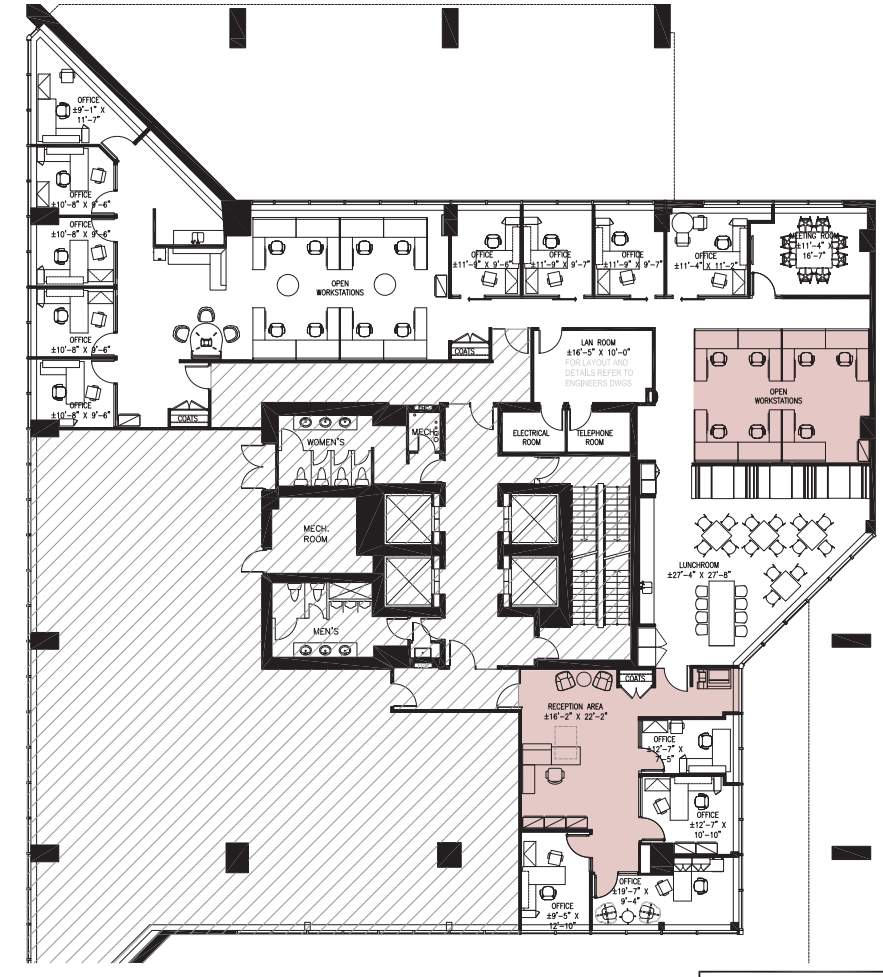 OFFICE
±9'-1" X
11'-7"
OFFICE
±10'-8" X 9'-6"
OFFICE
±10'-8" X 9'-6"
±10'-8" X 9'-6"
OFFICE
±10'-8" X 9'-6"
OFFICE
OPEN
WORKSTATIONS
OFFICE
±11'-9" X 9'-6"
OFFICE
±11'-9" X 9'-7"
OFFICE
±11'-9" X 9'-7"
OFFICE
±11'-4" X 11'-2"
MEETING ROOM
±11'-4" X
16'-7"
COATS
LAN ROOM
±16'-5" X 10'-0"
FOR LAYOUT AND
DETAILS REFER TO
ENGINEERS DWGS
OPEN
WORKSTATIONS
COATS
WOMEN'S
MECH.
ELECTRICAL
ROOM
TELEPHONE
ROOM
MECH.
ROOM
LUNCHROOM
±27'-4" X 27'-8"
MEN'S
COATS
RECEPTION AREA
±16'-2" X 22'-2"
OFFICE
±12'-7" X
7'-5"
OFFICE
±12'-7" X
10'-10"
OFFICE
±19'-7" X
9'-4"
OFFICE
±9'-5" X
12'-10"